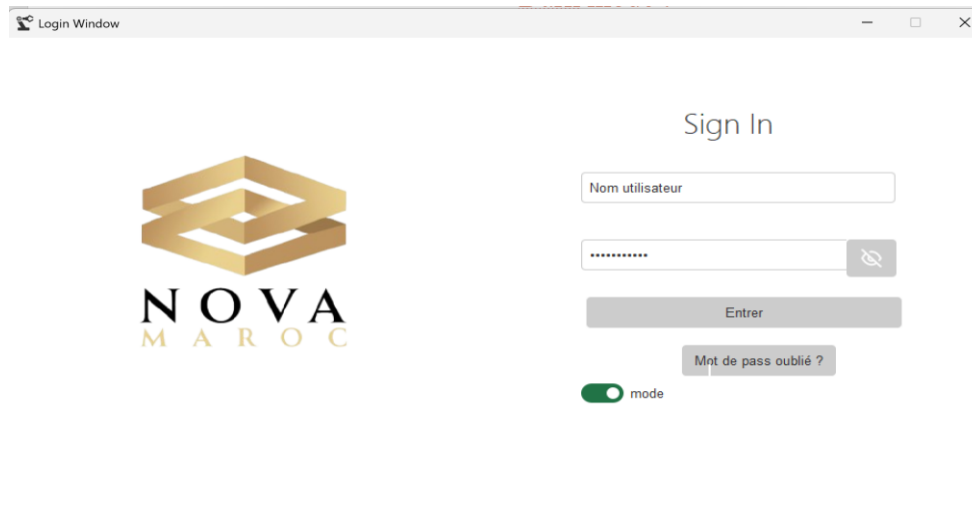 Login Window
Sign In
Nom utilisateur
Entrer
Mot de pass oublié ?
mode
NOVA
MAROC